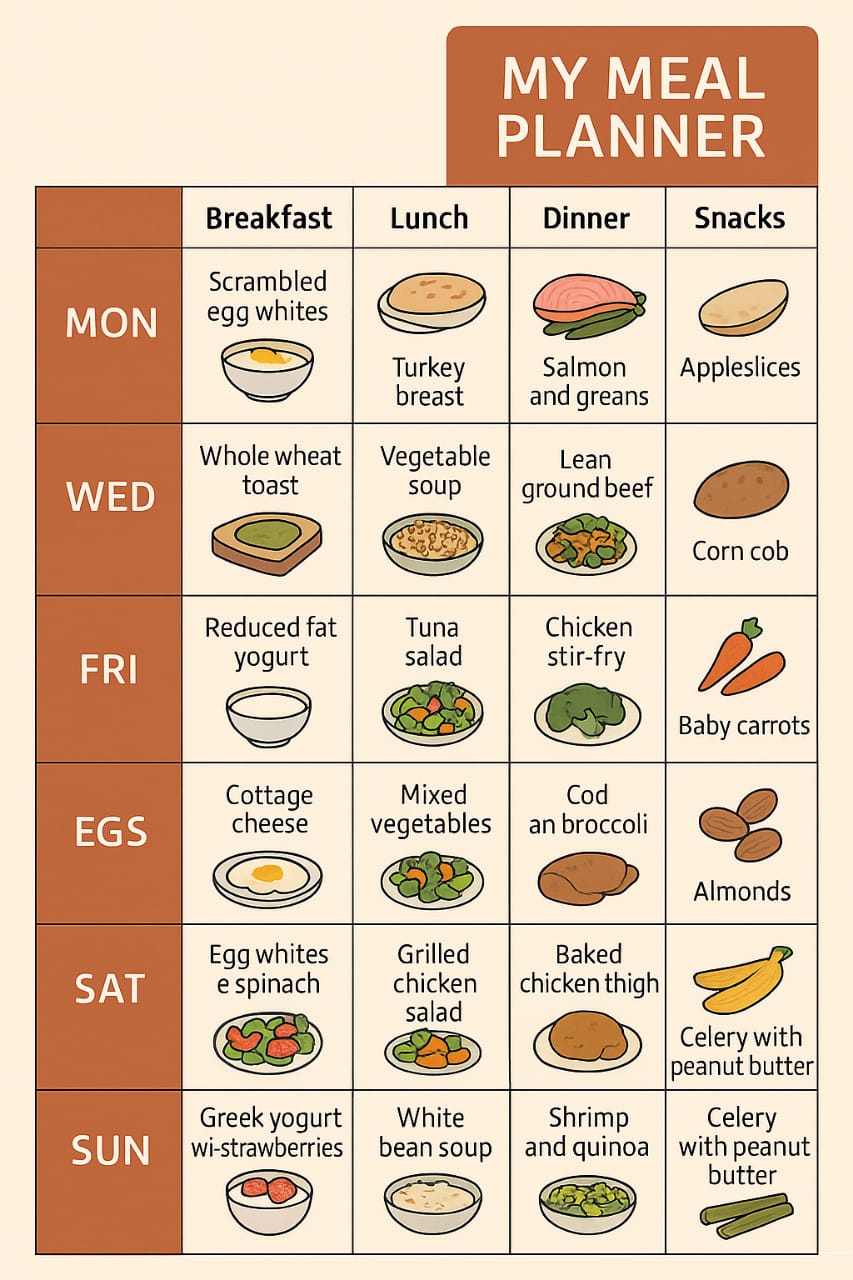 MY MEAL
PLANNER
Breakfast
Lunch
Dinner
Snacks
MON
Scrambled
egg whites
Turkey
breast
Salmon
and greans
Appleslices
WED
Whole wheat
toast
Vegetable
soup
Lean
ground beef
Corn cob
FRI
Reduced fat
yogurt
Tuna
salad
Chicken
stir-fry
Baby carrots
EGS
Cottage
cheese
Mixed
vegetables
Cod
an broccoli
Almonds
SAT
Egg whites
e spinach
Grilled
chicken
salad
Baked
chicken thigh
Celery with
peanut butter
SUN
Greek yogurt
wi-strawberries
White
bean soup
Shrimp
and quinoa
Celery
with peanut
butter